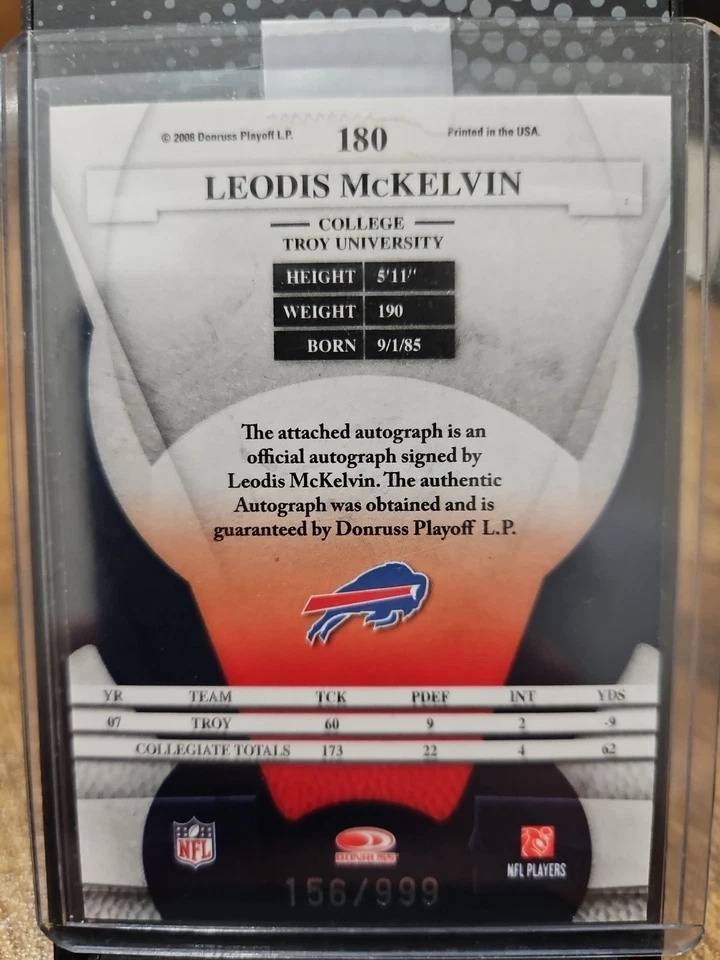 © 2008 Donruss Playoff L.P. 180 Printed in the USA.
LEODIS McKELVIN
COLLEGE
TROY UNIVERSITY
HEIGHT 5'11"
WEIGHT 190
BORN 9/1/85
The attached autograph is an
official autograph signed by
Leodis McKelvin. The authentic
Autograph was obtained and is
guaranteed by Donruss Playoff L.P.
YR TEAM TCK PDEF INT YDS
07 TROY 60 9 2 -9
COLLEGIATE TOTALS 173 22 4 62
NFL DONRUSS NFL PLAYERS
156/999